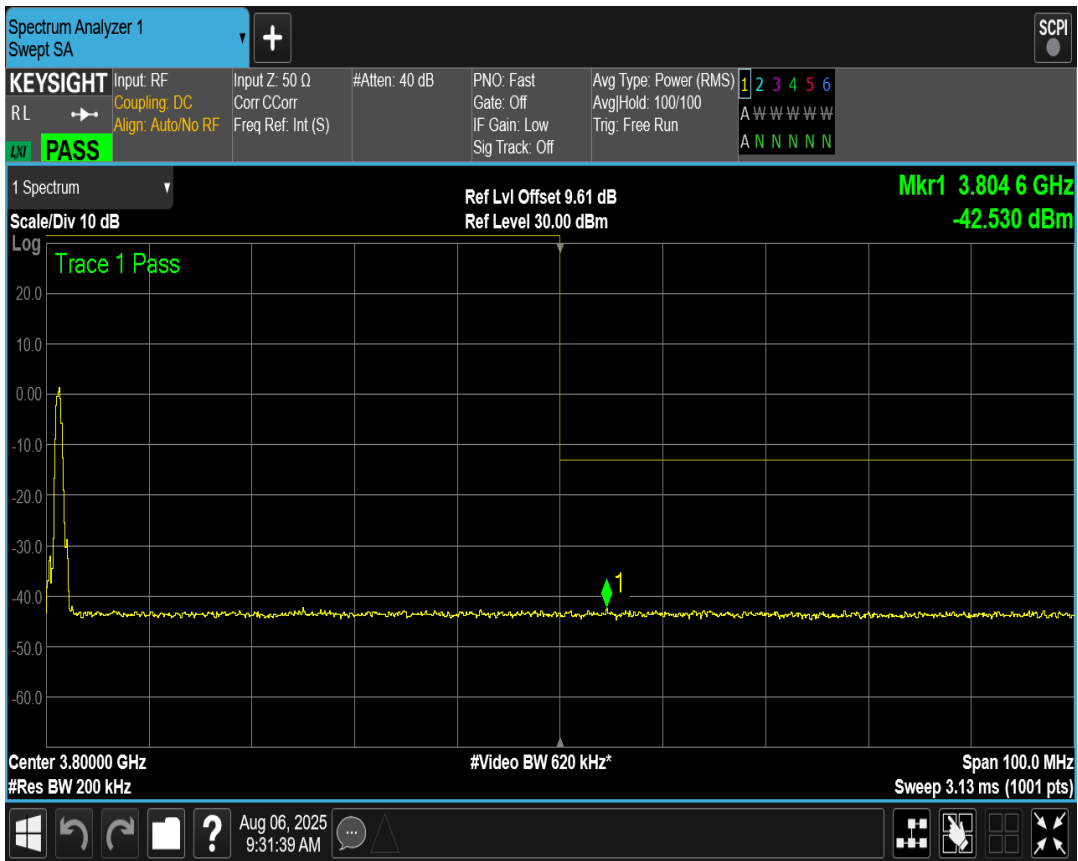 Spectrum Analyzer 1
Swept SA
+
SCPI
KEYSIGHT
RL
LXI PASS
Input: RF
Coupling: DC
Align: Auto/No RF
Input Z: 50 Ω
Corr CCorr
Freq Ref: Int (S)
#Atten: 40 dB
PNO: Fast
Gate: Off
IF Gain: Low
Sig Track: Off
Avg Type: Power (RMS)
Avg|Hold: 100/100
Trig: Free Run
1 2 3 4 5 6
A W W W W W
A N N N N N
1 Spectrum
Scale/Div 10 dB
Ref Lvl Offset 9.61 dB
Ref Level 30.00 dBm
Mkr1 3.804 6 GHz
-42.530 dBm
Log
Trace 1 Pass
20.0
10.0
0.00
-10.0
-20.0
-30.0
-40.0
1
-50.0
-60.0
Center 3.80000 GHz
#Video BW 620 kHz*
Span 100.0 MHz
#Res BW 200 kHz
Sweep 3.13 ms (1001 pts)
?
Aug 06, 2025
9:31:39 AM